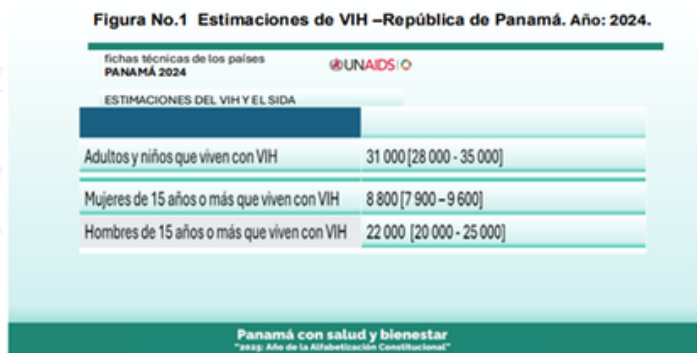 Figura No.1 Estimaciones de VIH –República de Panamá. Año: 2024.
fichas técnicas de los países
PANAMÁ 2024
UNAIDS
ESTIMACIONES DEL VIH Y EL SIDA
Adultos y niños que viven con VIH 31 000 [28 000 - 35 000]
Mujeres de 15 años o más que viven con VIH 8 800 [7 900 – 9 600]
Hombres de 15 años o más que viven con VIH 22 000 [20 000 - 25 000]
Panamá con salud y bienestar
"2025: Año de la Alfabetización Constitucional"